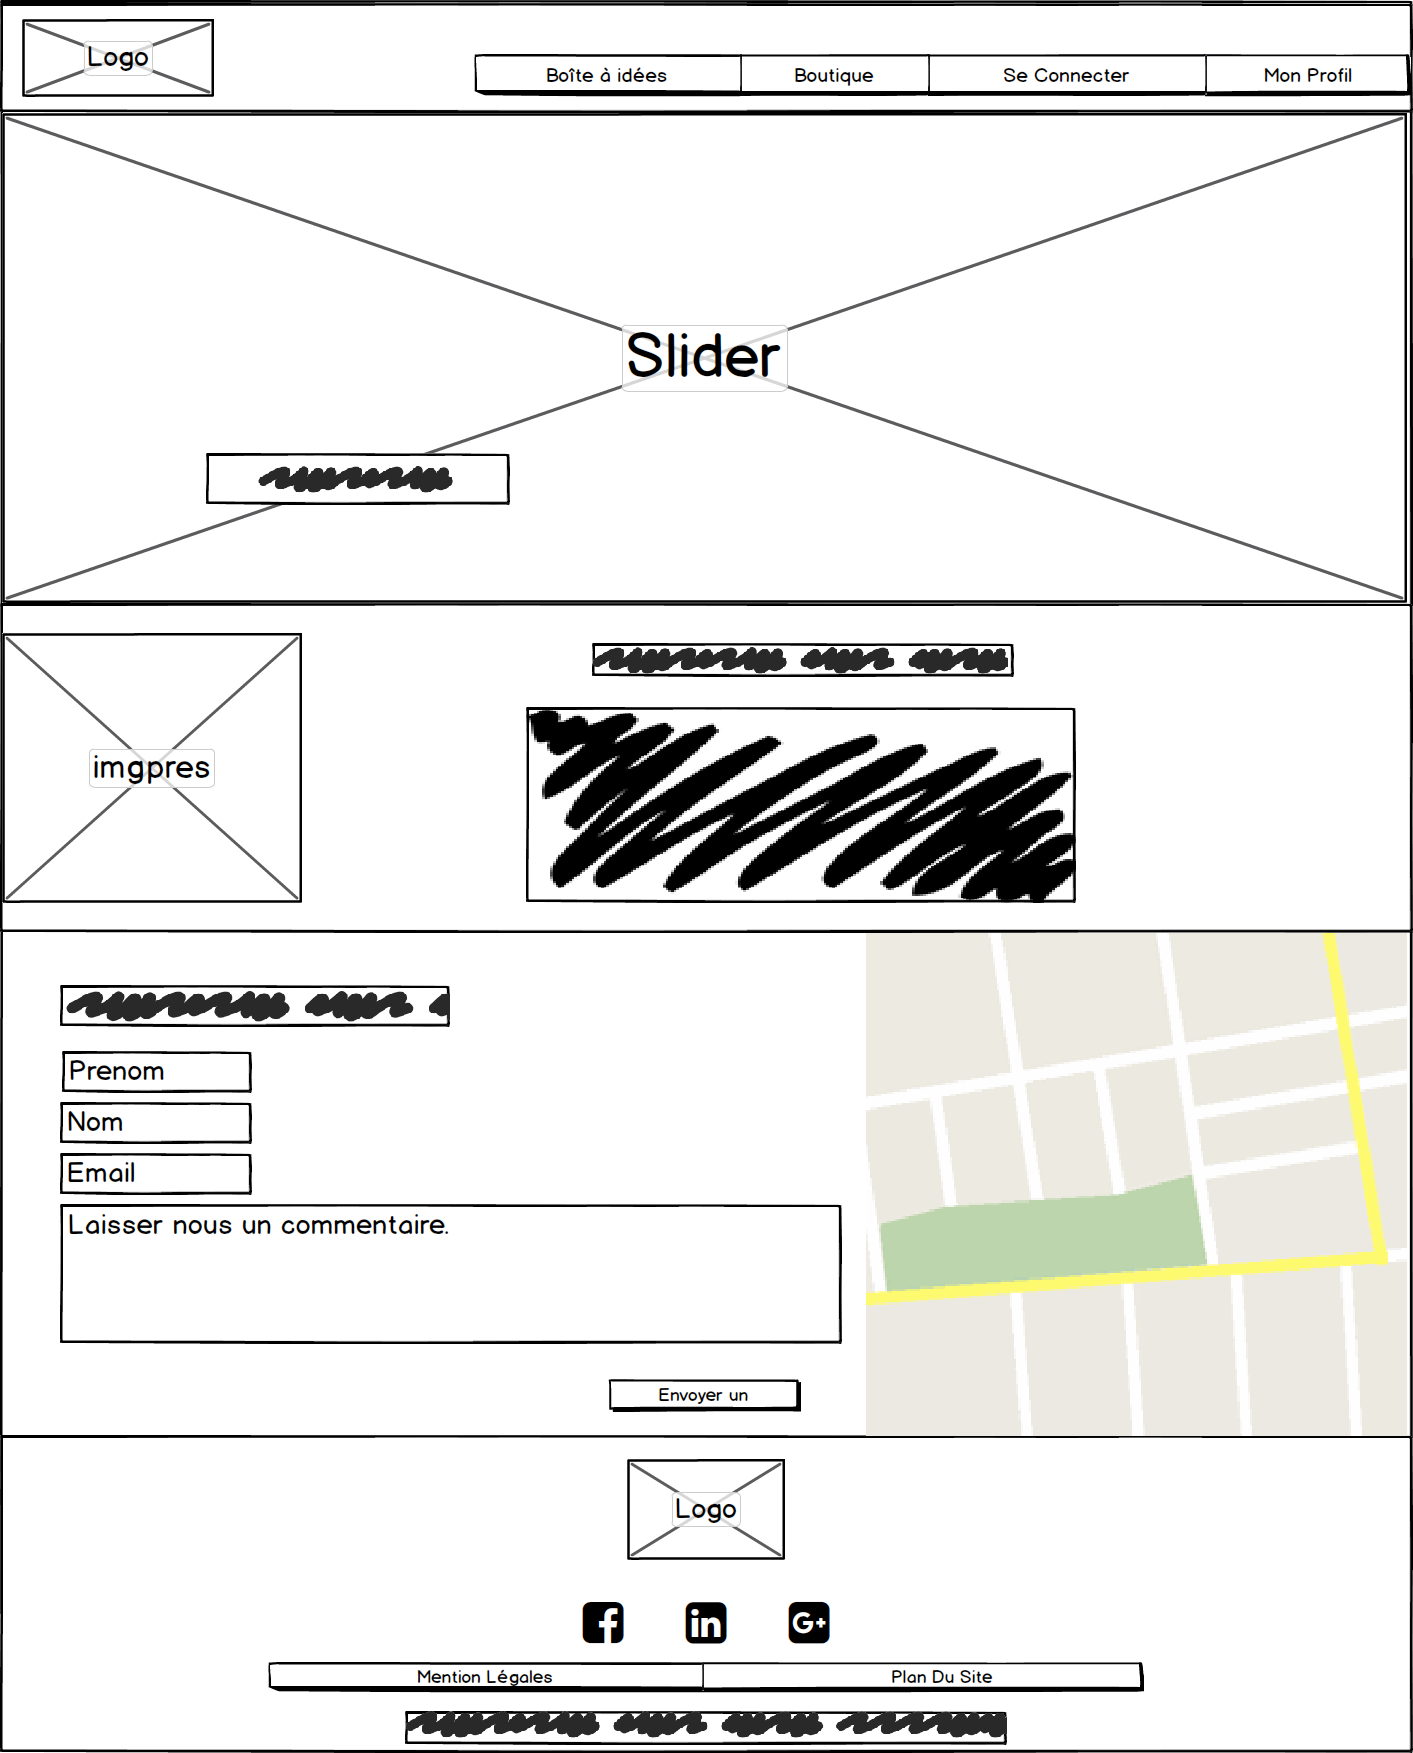 Logo
Boîte à idées Boutique Se Connecter Mon Profil
Slider
imgpres
Prenom
Nom
Email
Laisser nous un commentaire.
Envoyer un
Logo
Mention Légales Plan Du Site